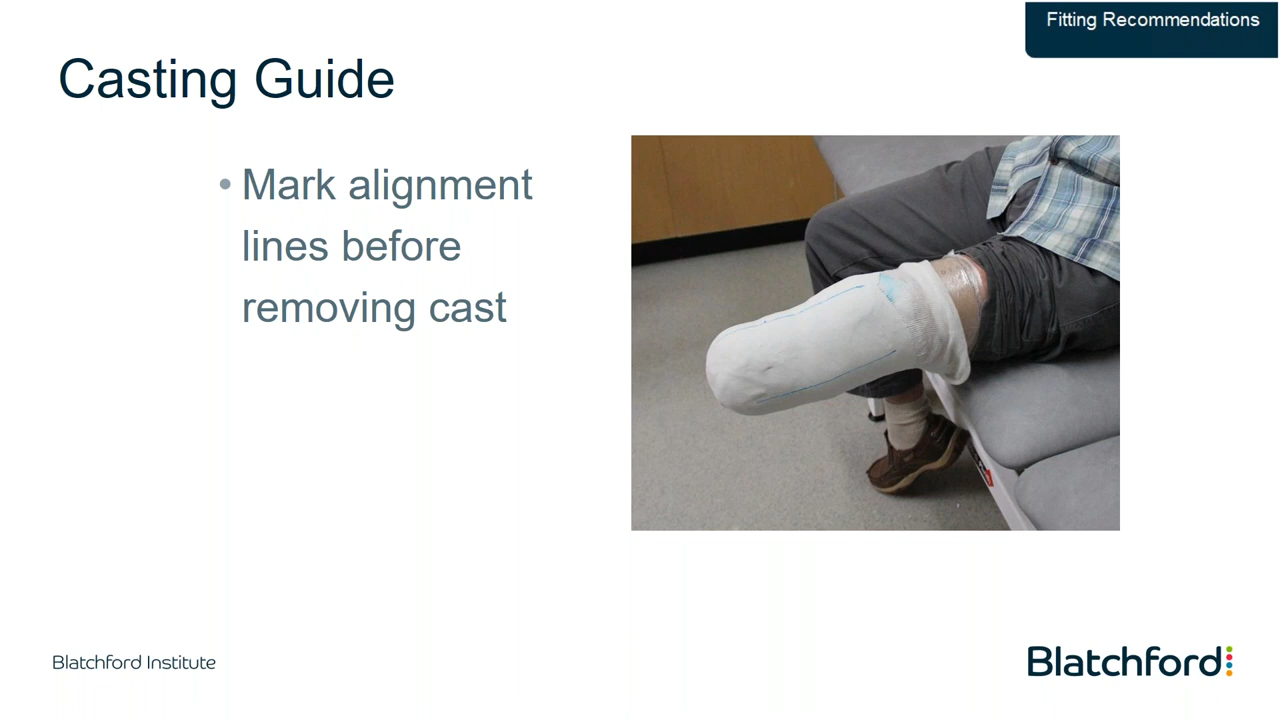 Fitting Recommendations
Casting Guide
• Mark alignment
lines before
removing cast
Blatchford Institute
Blatchford